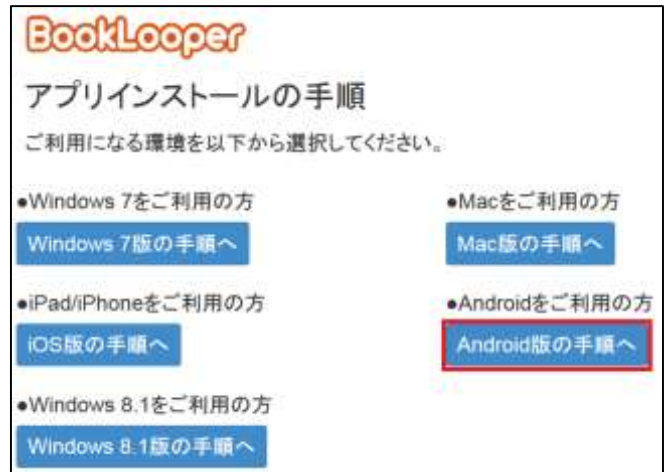 BookLooper
アプリインストールの手順
ご利用になる環境を以下から選択してください。
●Windows 7をご利用の方
Windows 7版の手順へ
●Macをご利用の方
Mac版の手順へ
●iPad/iPhoneをご利用の方
iOS版の手順へ
●Androidをご利用の方
Android版の手順へ
●Windows 8.1をご利用の方
Windows 8.1版の手順へ